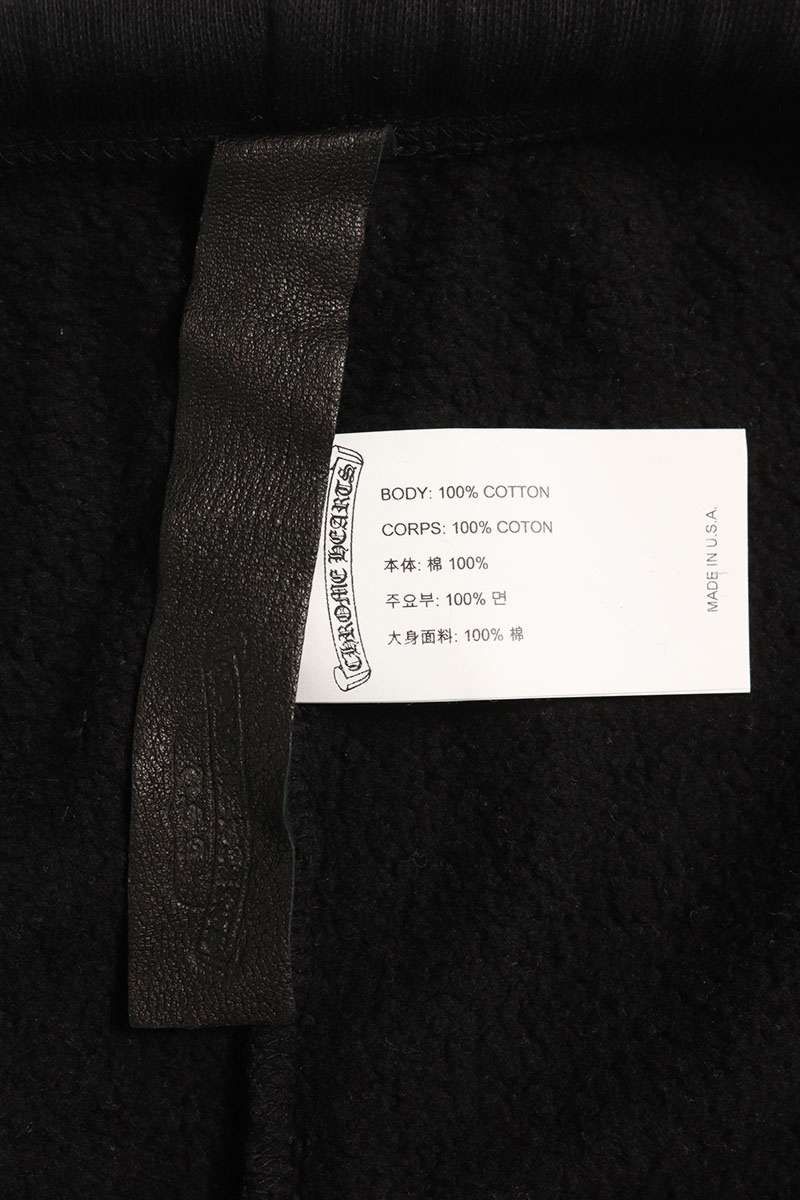 CHROME HEARTS
BODY: 100% COTTON
CORPS: 100% COTON
本体: 棉 100%
주요부: 100% 면
大身面料: 100% 棉
MADE IN U.S.A.